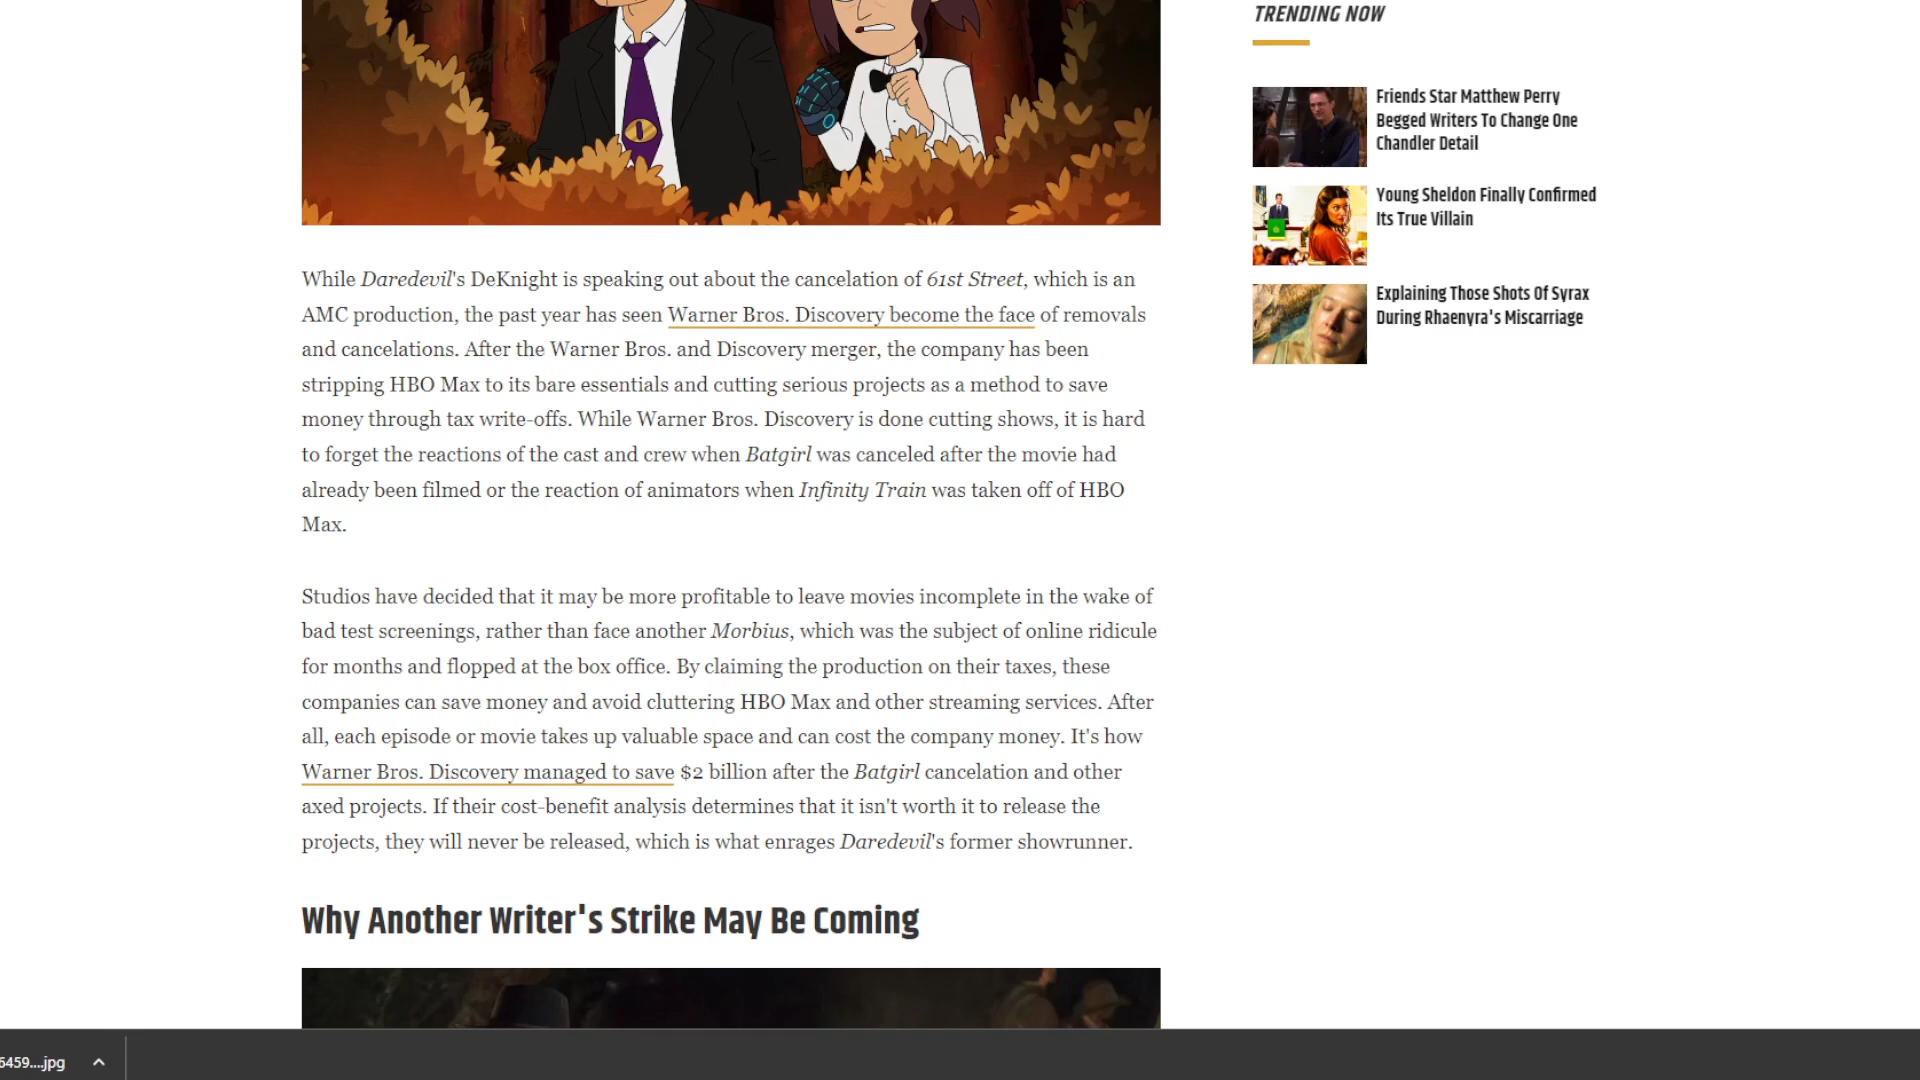 While Daredevil's DeKnight is speaking out about the cancelation of 61st Street, which is an
AMC production, the past year has seen Warner Bros. Discovery become the face of removals
and cancelations. After the Warner Bros. and Discovery merger, the company has been
stripping HBO Max to its bare essentials and cutting serious projects as a method to save
money through tax write-offs. While Warner Bros. Discovery is done cutting shows, it is hard
to forget the reactions of the cast and crew when Batgirl was canceled after the movie had
already been filmed or the reaction of animators when Infinity Train was taken off of HBO
Max.
Studios have decided that it may be more profitable to leave movies incomplete in the wake of
bad test screenings, rather than face another Morbius, which was the subject of online ridicule
for months and flopped at the box office. By claiming the production on their taxes, these
companies can save money and avoid cluttering HBO Max and other streaming services. After
all, each episode or movie takes up valuable space and can cost the company money. It's how
Warner Bros. Discovery managed to save $2 billion after the Batgirl cancelation and other
axed projects. If their cost-benefit analysis determines that it isn't worth it to release the
projects, they will never be released, which is what enrages Daredevil's former showrunner.
Why Another Writer's Strike May Be Coming
TRENDING NOW
Friends Star Matthew Perry
Begged Writers To Change One
Chandler Detail
Young Sheldon Finally Confirmed
Its True Villain
Explaining Those Shots Of Syrax
During Rhaenyra's Miscarriage
6459....jpg